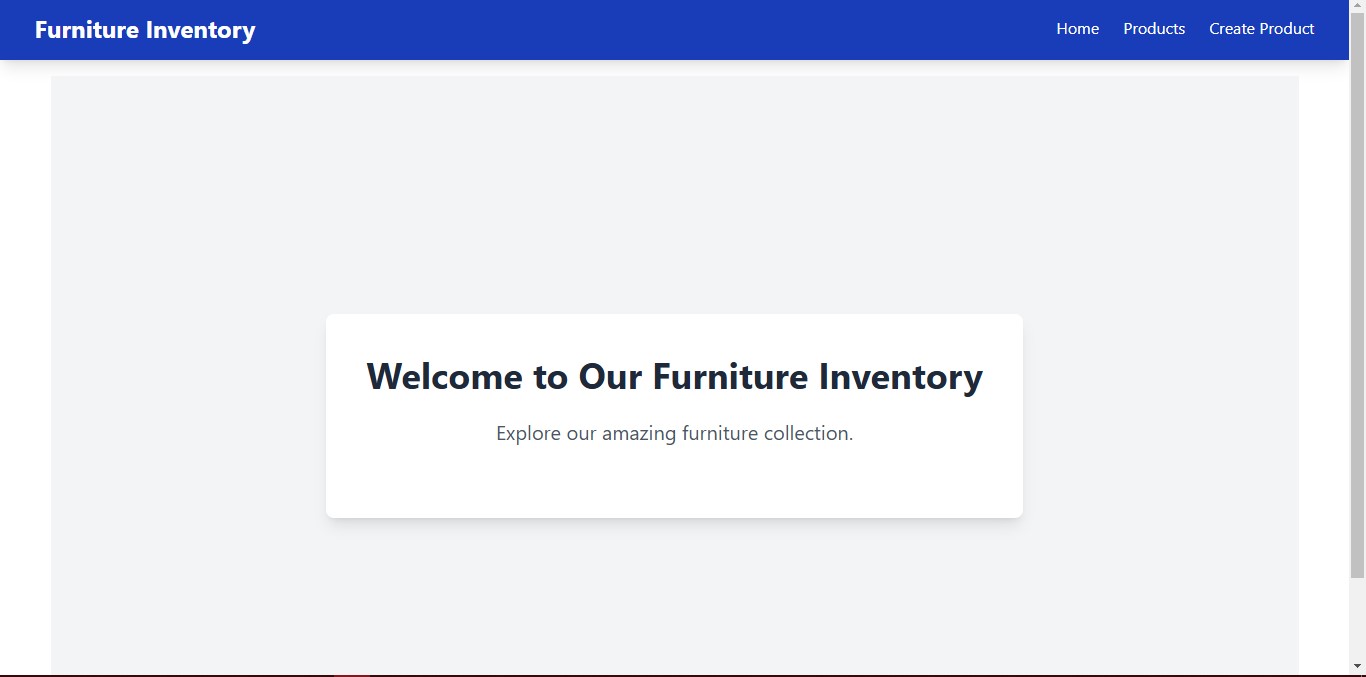 Furniture Inventory
Home Products Create Product
Welcome to Our Furniture Inventory
Explore our amazing furniture collection.